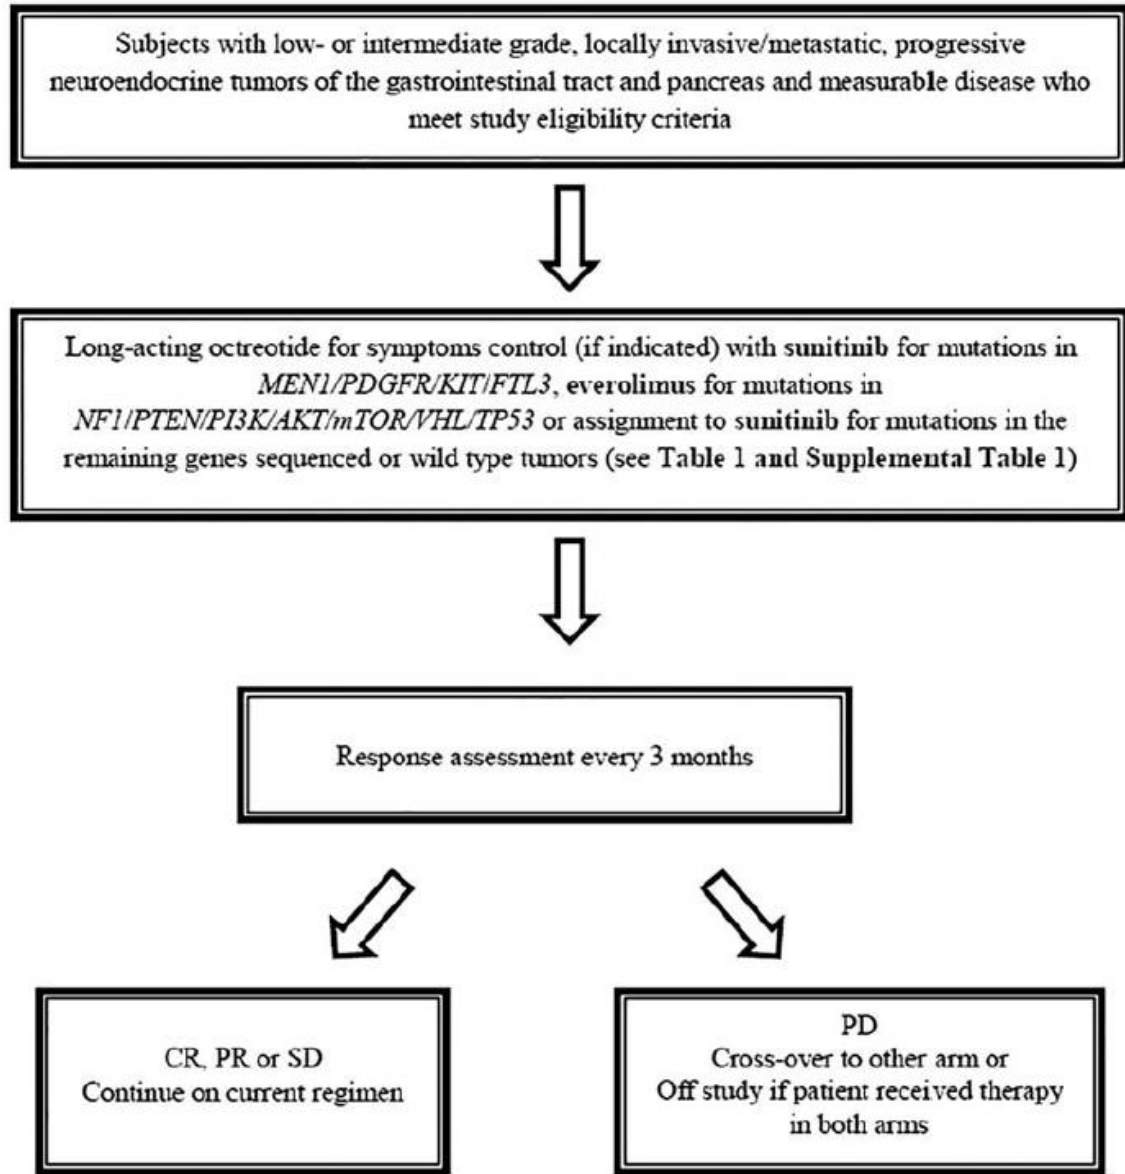 Subjects with low- or intermediate grade, locally invasive/metastatic, progressive
neuroendocrine tumors of the gastrointestinal tract and pancreas and measurable disease who
meet study eligibility criteria
Long-acting octreotide for symptoms control (if indicated) with sunitinib for mutations in
MEN1/PDGFR/KIT/FTL3, everolimus for mutations in
NF1/PTEN/PI3K/AKT/mTOR/VHL/TP53 or assignment to sunitinib for mutations in the
remaining genes sequenced or wild type tumors (see Table 1 and Supplemental Table 1)
Response assessment every 3 months
CR, PR or SD
Continue on current regimen
PD
Cross-over to other arm or
Off study if patient received therapy
in both arms